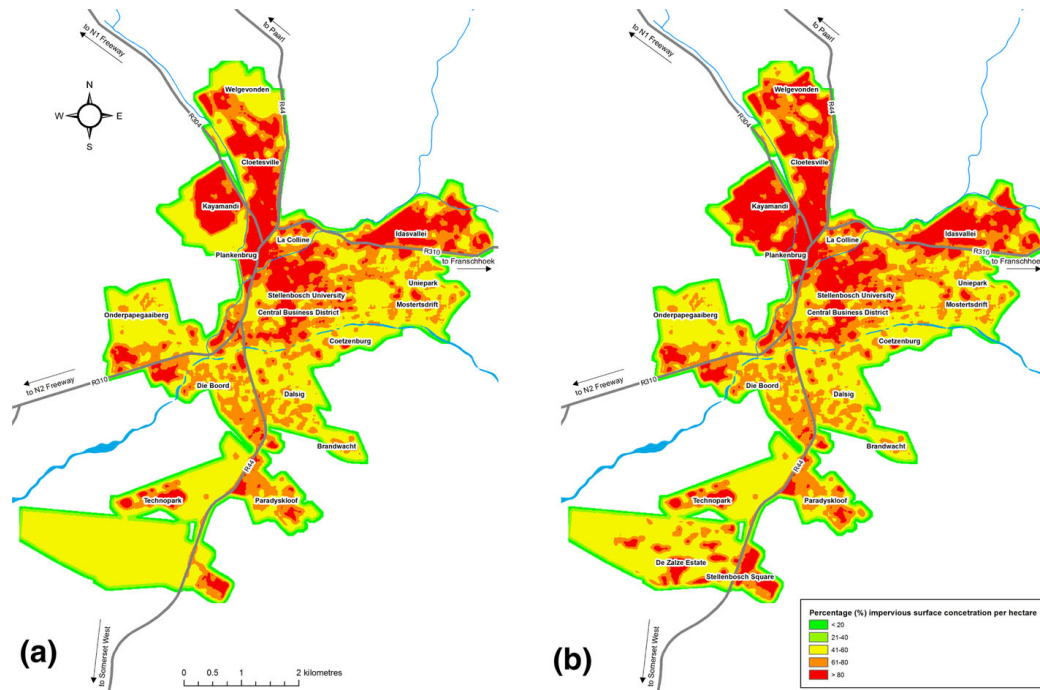 to N1 Freeway
to Paarl
N
W E
S
R304
R44
Welgevonden
Cloetesville
Kayamandi
Idasvallei
La Colline
R310
to Franschhoek
Plankenbrug
Uniepark
Stellenbosch University
Mostertsdrift
Onderpapegaaiberg
Central Business District
Coetzenburg
to N2 Freeway
R310
Die Boord
Dalsig
Brandwacht
R44
Technopark
Paradyskloof
to Somerset West
(a)
0 0.5 1 2 kilometres
to N1 Freeway
to Paarl
R304
R44
Welgevonden
Cloetesville
Kayamandi
Idasvallei
La Colline
R310
to Franschhoek
Plankenbrug
Uniepark
Stellenbosch University
Mostertsdrift
Onderpapegaaiberg
Central Business District
Coetzenburg
to N2 Freeway
R310
Die Boord
Dalsig
Brandwacht
R44
Technopark
Paradyskloof
De Zalze Estate
Stellenbosch Square
to Somerset West
(b)
Percentage (%) impervious surface concetration per hectare
< 20
21-40
41-60
61-80
> 80